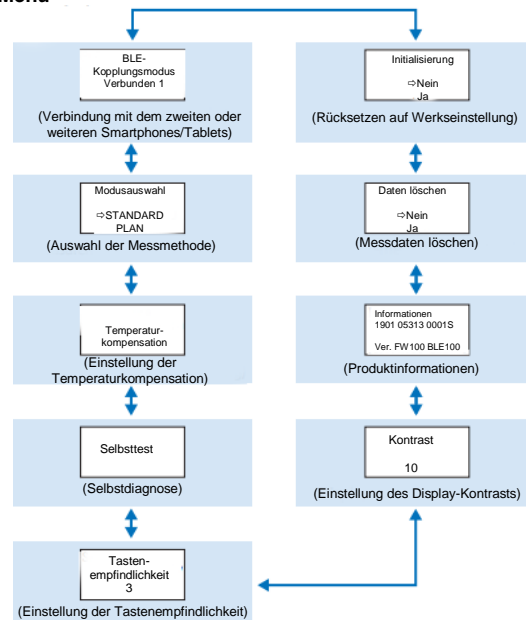 Menü
BLE-
Kopplungsmodus
Verbunden 1
(Verbindung mit dem zweiten oder
weiteren Smartphones/Tablets)
Modusauswahl
⇨STANDARD
PLAN
(Auswahl der Messmethode)
Temperatur-
kompensation
(Einstellung der
Temperaturkompensation)
Selbsttest
(Selbstdiagnose)
Tasten-
empfindlichkeit
3
(Einstellung der Tastenempfindlichkeit)
Initialisierung
⇨Nein
Ja
(Rücksetzen auf Werkseinstellung)
Daten löschen
⇨Nein
Ja
(Messdaten löschen)
Informationen
1901 05313 0001S
Ver. FW100 BLE100
(Produktinformationen)
Kontrast
10
(Einstellung des Display-Kontrasts)